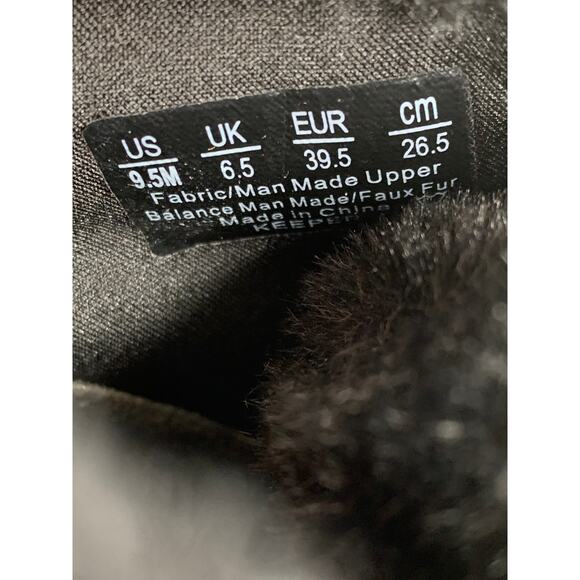 US UK EUR cm
9.5M 6.5 39.5 26.5
Fabric/Man Made Upper
Balance Man Made/Faux Fur
Made in China